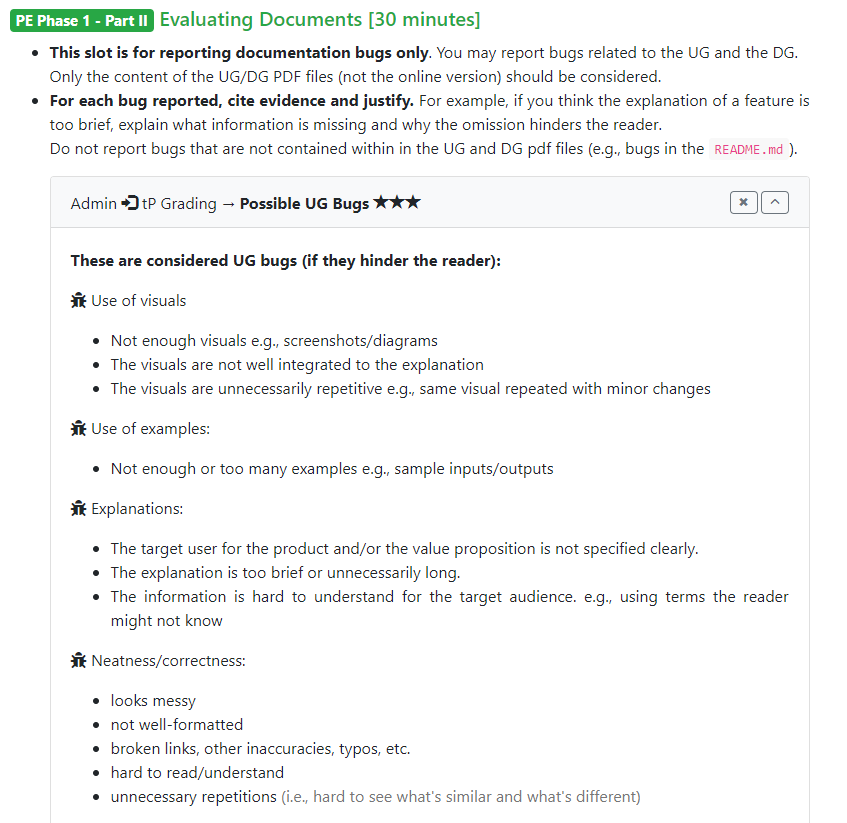 PE Phase 1 - Part II Evaluating Documents [30 minutes]
• This slot is for reporting documentation bugs only. You may report bugs related to the UG and the DG.
Only the content of the UG/DG PDF files (not the online version) should be considered.
• For each bug reported, cite evidence and justify. For example, if you think the explanation of a feature is
too brief, explain what information is missing and why the omission hinders the reader.
Do not report bugs that are not contained within in the UG and DG pdf files (e.g., bugs in the README.md ).
Admin tP Grading → Possible UG Bugs ★★★
These are considered UG bugs (if they hinder the reader):
Use of visuals
• Not enough visuals e.g., screenshots/diagrams
• The visuals are not well integrated to the explanation
• The visuals are unnecessarily repetitive e.g., same visual repeated with minor changes
Use of examples:
• Not enough or too many examples e.g., sample inputs/outputs
Explanations:
• The target user for the product and/or the value proposition is not specified clearly.
• The explanation is too brief or unnecessarily long.
• The information is hard to understand for the target audience. e.g., using terms the reader
might not know
Neatness/correctness:
• looks messy
• not well-formatted
• broken links, other inaccuracies, typos, etc.
• hard to read/understand
• unnecessary repetitions (i.e., hard to see what's similar and what's different)